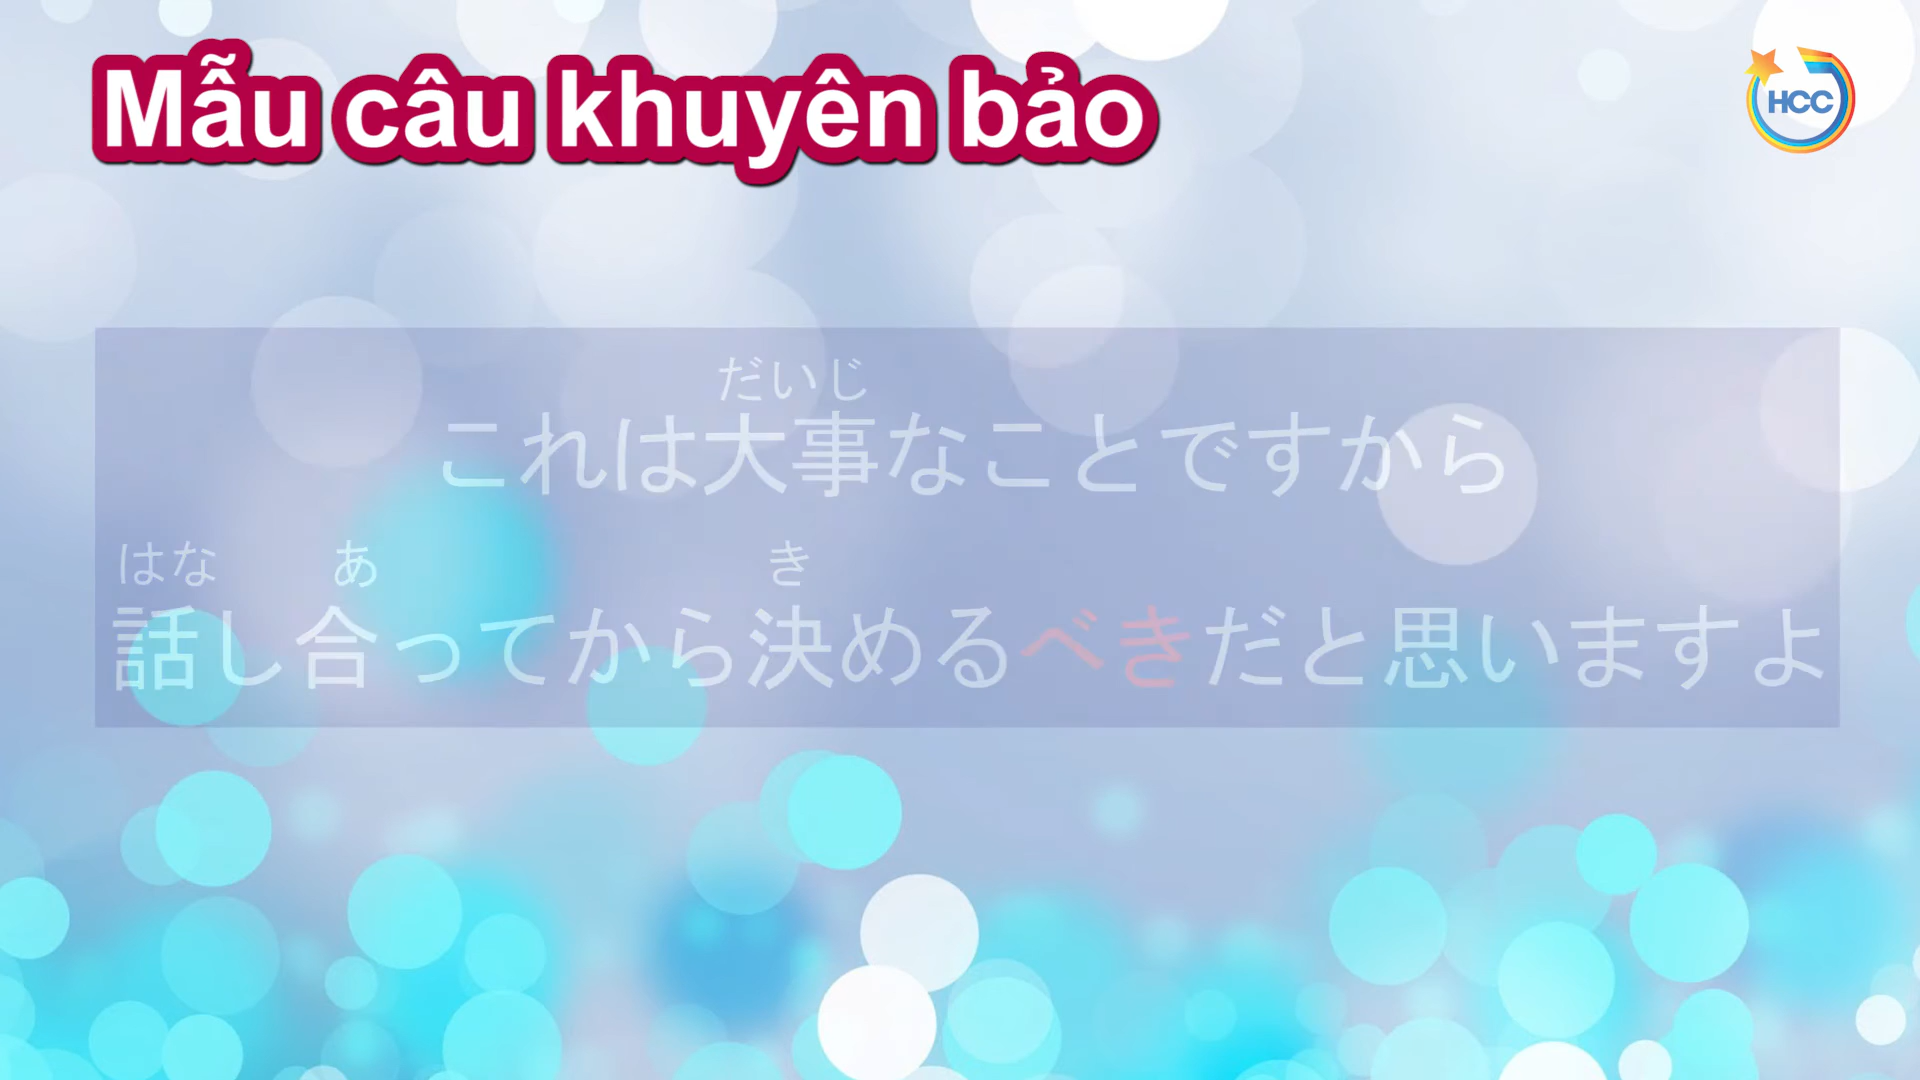 Mẫu câu khuyên bảo
HCC
だいじ
これは大事なことですから
はな あ き
話し合ってから決めるべきだと思いますよ